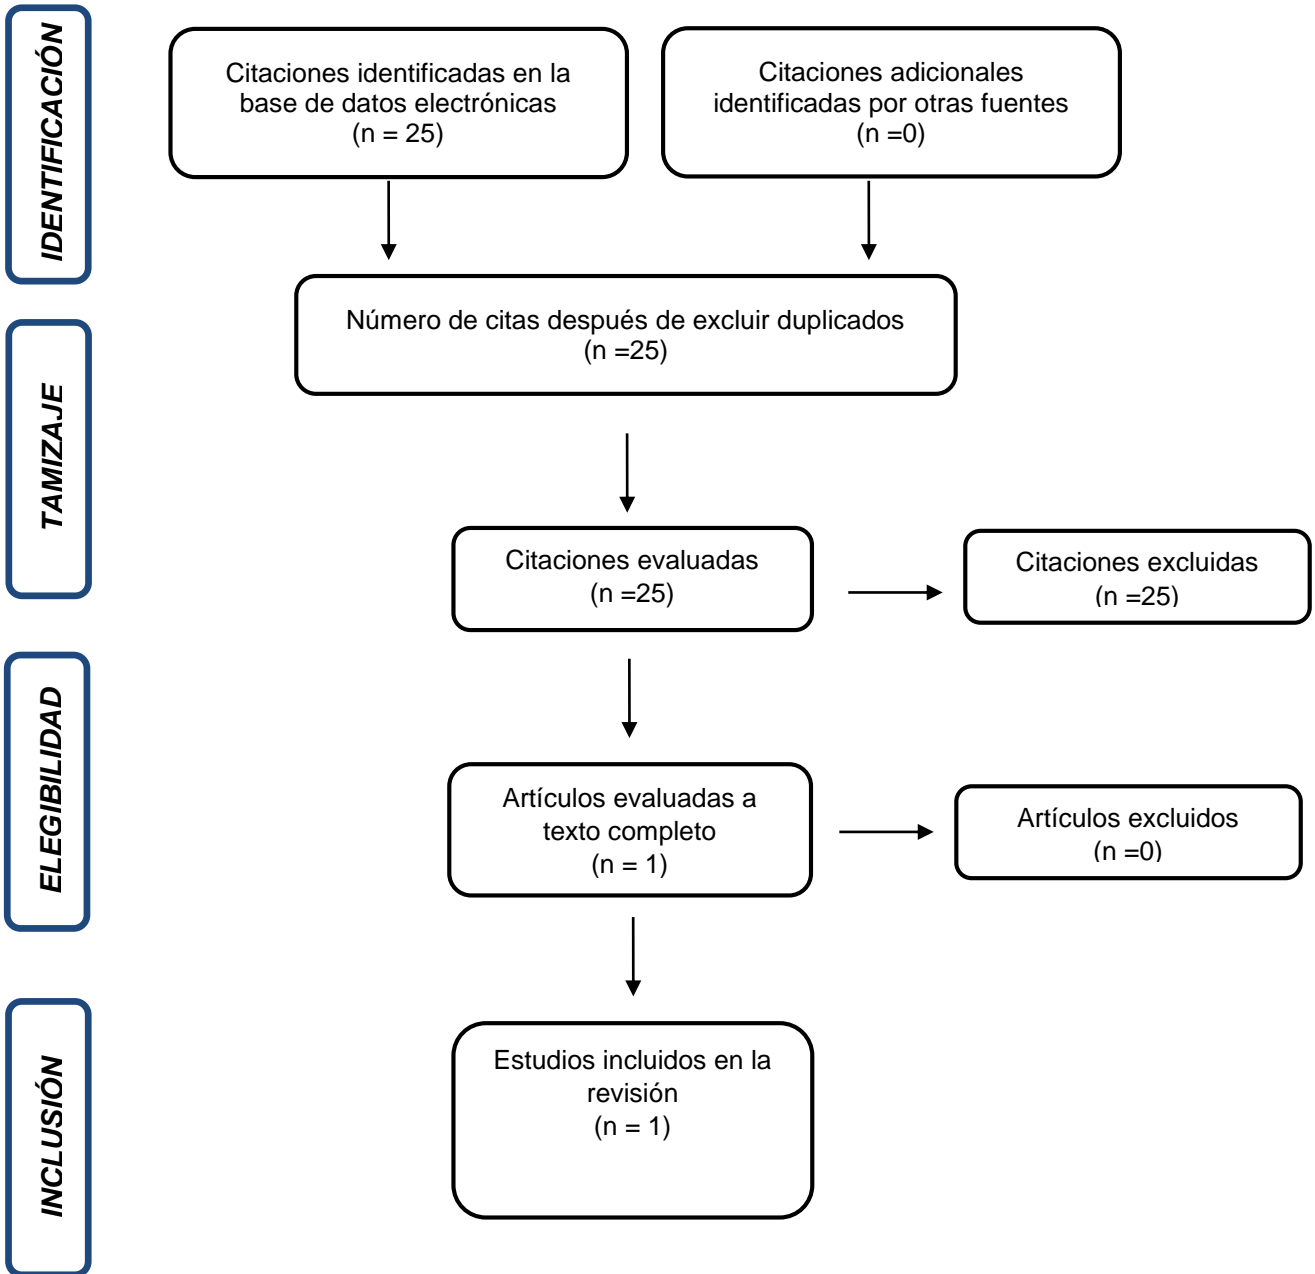 IDENTIFICACIÓN
Citaciones identificadas en la
base de datos electrónicas
(n = 25)
Citaciones adicionales
identificadas por otras fuentes
(n =0)
Número de citas después de excluir duplicados
(n =25)
TAMIZAJE
Citaciones evaluadas
(n =25)
Citaciones excluidas
(n =25)
ELEGIBILIDAD
Artículos evaluadas a
texto completo
(n = 1)
Artículos excluidos
(n =0)
INCLUSIÓN
Estudios incluidos en la
revisión
(n = 1)